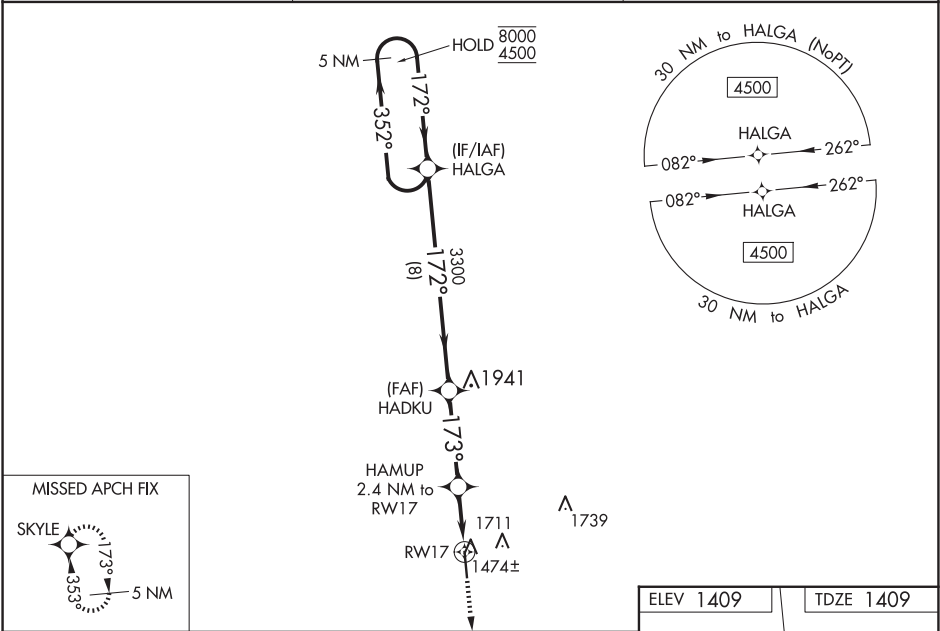 5 NM
HOLD 8000
4500
172°
352°
(IF/IAF)
HALGA
3300
172°
(8)
(FAF)
HADKU
1941
173°
HAMUP
2.4 NM to
RW17
1739
1711
RW17
1474±
30 NM to HALGA (NoPT)
4500
HALGA
082°
262°
082°
262°
HALGA
4500
30 NM to HALGA
MISSED APCH FIX
SKYLE
173°
353°
5 NM
ELEV 1409
TDZE 1409